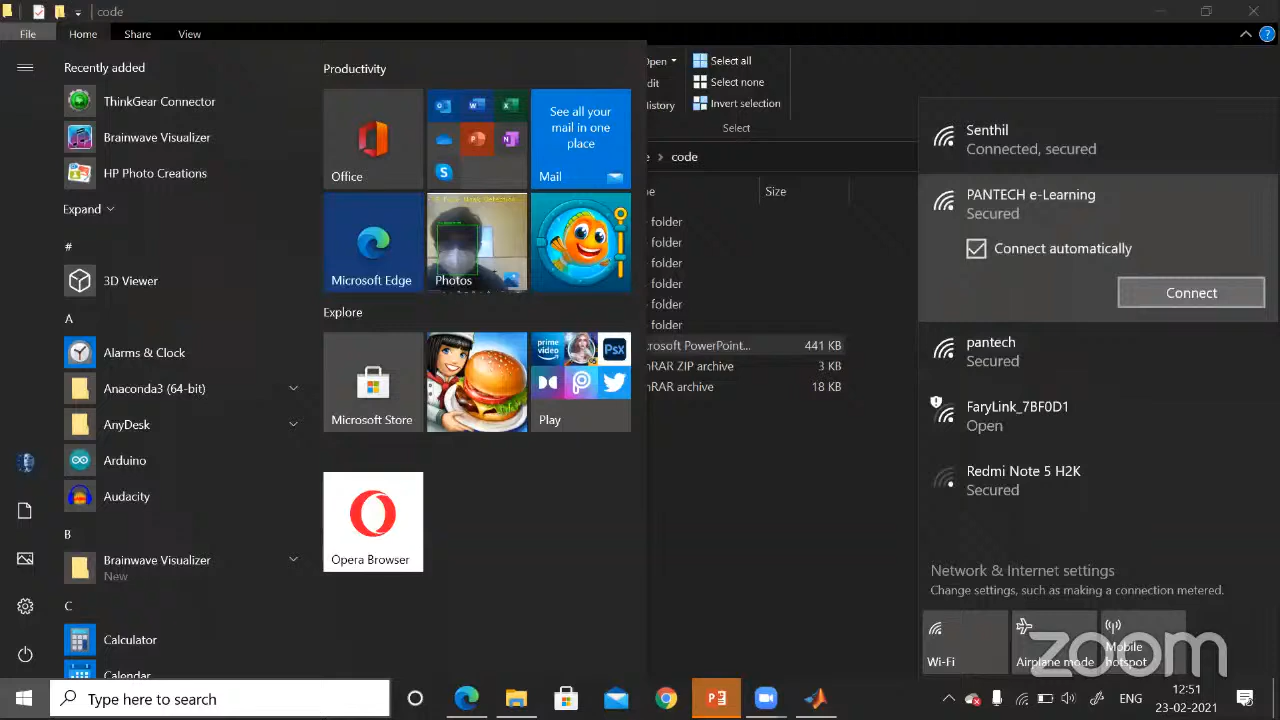 code
File
Home
Share
View
Recently added
ThinkGear Connector
Brainwave Visualizer
HP Photo Creations
Expand
#
3D Viewer
A
Alarms & Clock
Anaconda3 (64-bit)
AnyDesk
Arduino
Audacity
B
Brainwave Visualizer
New
C
Calculator
Calendar
Productivity
Office
See all your
mail in one
place
Mail
Microsoft Edge
Photos
Explore
Microsoft Store
prime
video
PsX
Play
Opera Browser
Select all
Select none
Invert selection
Select
code
Size
folder
folder
folder
folder
folder
folder
PowerPoint... 441 KB
ZIP archive 3 KB
archive 18 KB
Senthil
Connected, secured
PANTECH e-Learning
Secured
Connect automatically
Connect
pantech
Secured
FaryLink_7BF0D1
Open
Redmi Note 5 H2K
Secured
Network & Internet settings
Change settings, such as making a connection metered.
Wi-Fi
Airplane mode
Mobile
hotspot
zoom
Type here to search
ENG
12:51
23-02-2021